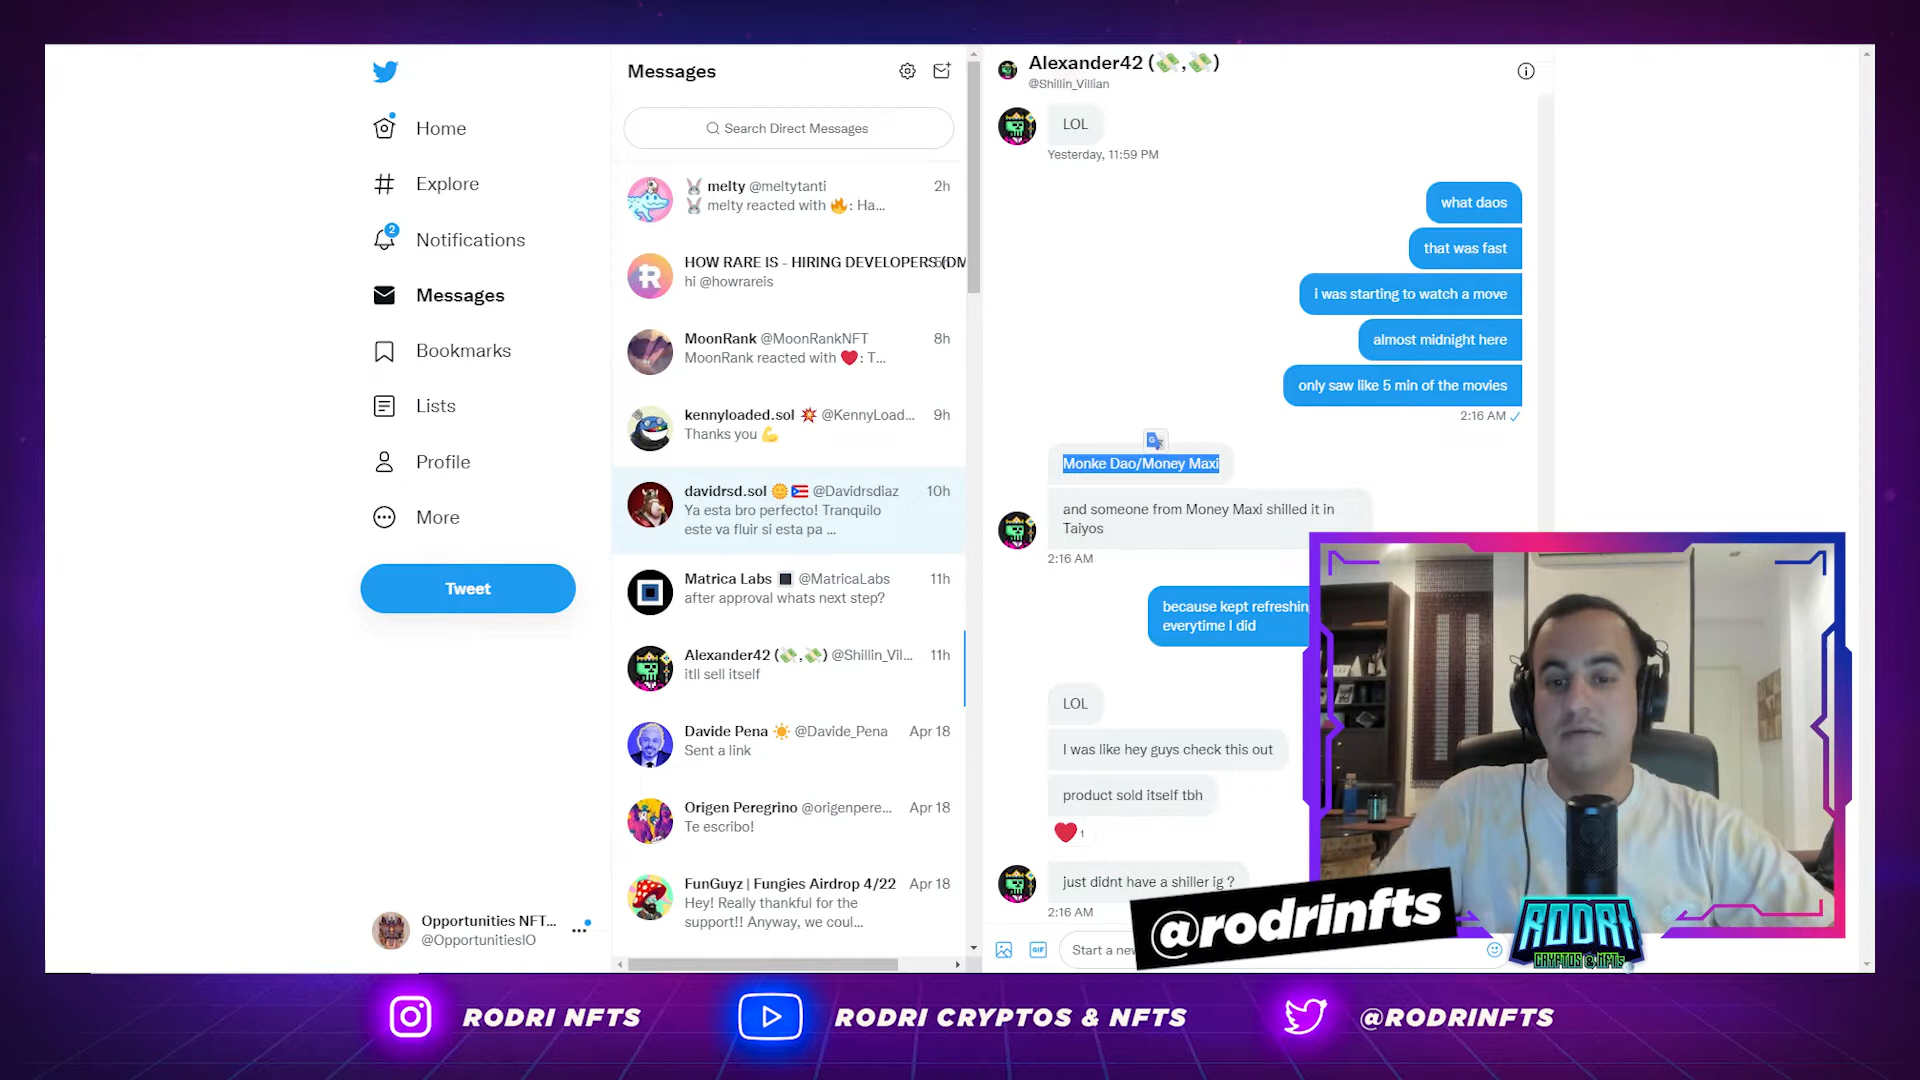 Home
Explore
2
Notifications
Messages
Bookmarks
Lists
Profile
More
Tweet
Opportunities NFT...
@OpportunitiesIO
Messages
Search Direct Messages
melty @meltytanti 2h
melty reacted with 🔥: Ha...
HOW RARE IS - HIRING DEVELOPERS (DM
hi @howrareis
MoonRank @MoonRankNFT 8h
MoonRank reacted with ❤️: T...
kennyloaded.sol 💥 @KennyLoad... 9h
Thanks you 💪
davidrsd.sol 🌞🇵🇷 @Davidrsdiaz 10h
Ya esta bro perfecto! Tranquilo
este va fluir si esta pa ...
Matrica Labs @MatricaLabs 11h
after approval whats next step?
Alexander42 (💸,💸) @Shillin_Vil... 11h
itll sell itself
Davide Pena ☀️ @Davide_Pena Apr 18
Sent a link
Origen Peregrino @origenpere... Apr 18
Te escribo!
FunGuyz | Fungies Airdrop 4/22 Apr 18
Hey! Really thankful for the
support!! Anyway, we coul...
Alexander42 (💸,💸)
@Shillin_Villian
LOL
Yesterday, 11:59 PM
what daos
that was fast
i was starting to watch a move
almost midnight here
only saw like 5 min of the movies
2:16 AM ✓
Monke Dao/Money Maxi
and someone from Money Maxi shilled it in
Taiyos
2:16 AM
because kept refreshin
everytime I did
LOL
I was like hey guys check this out
product sold itself tbh
❤️ 1
just didnt have a shiller ig ?
2:16 AM
GIF
Start a ne
@rodrinfts
RODRI
CRYPTOS & NFTs
RODRI NFTS
RODRI CRYPTOS & NFTS
@RODRINFTS